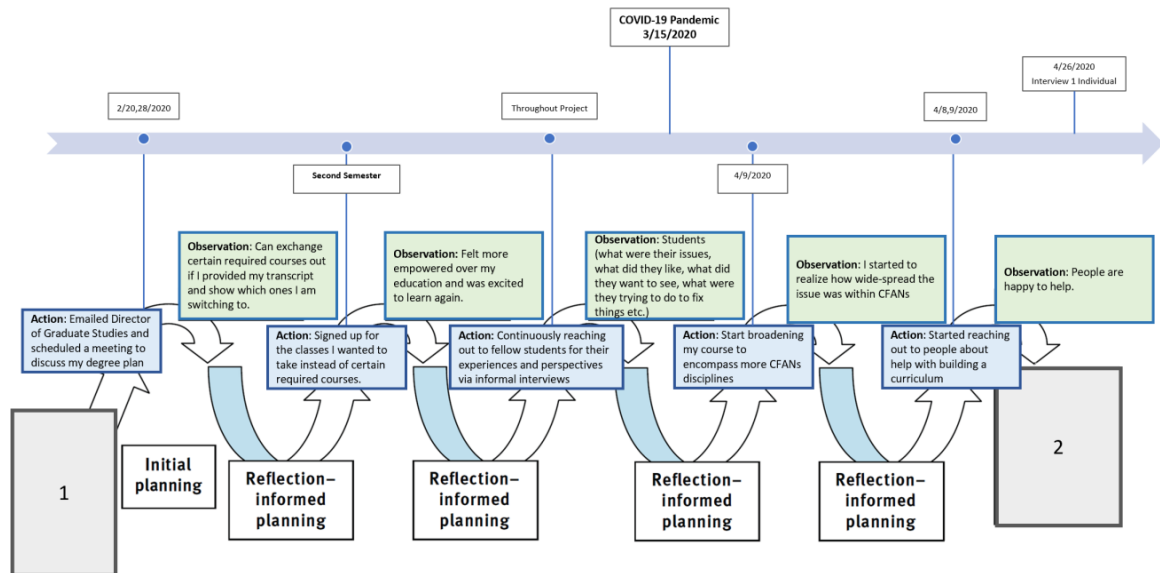 COVID-19 Pandemic
3/15/2020
4/26/2020
Interview 1 Individual
2/20,28/2020
Throughout Project
4/8,9/2020
Second Semester
4/9/2020
Observation: Can exchange
certain required courses out
if I provided my transcript
and show which ones I am
switching to.
Observation: Felt more
empowered over my
education and was excited
to learn again.
Observation: Students
(what were their issues,
what did they like, what did
they want to see, what were
they trying to do to fix
things etc.)
Observation: I started to
realize how wide-spread the
issue was within CFANs
Observation: People are
happy to help.
Action: Emailed Director
of Graduate Studies and
scheduled a meeting to
discuss my degree plan
Action: Signed up for
the classes I wanted to
take instead of certain
required courses.
Action: Continuously reaching
out to fellow students for their
experiences and perspectives
via informal interviews
Action: Start broadening
my course to
encompass more CFANs
disciplines
Action: Started reaching
out to people about
help with building a
curriculum
1
Initial
planning
Reflection–
informed
planning
Reflection–
informed
planning
Reflection–
informed
planning
Reflection–
informed
planning
2